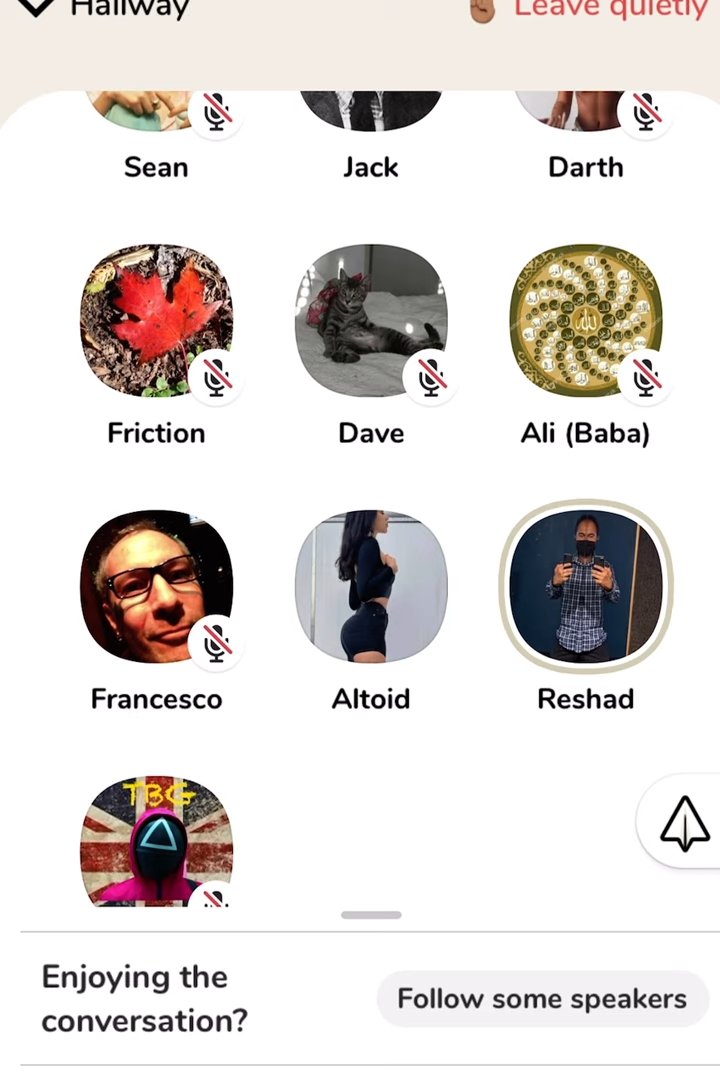 Hallway
Leave quietly
Sean
Jack
Darth
Friction
Dave
Ali (Baba)
الله
Francesco
Altoid
Reshad
TBG
Enjoying the
conversation?
Follow some speakers